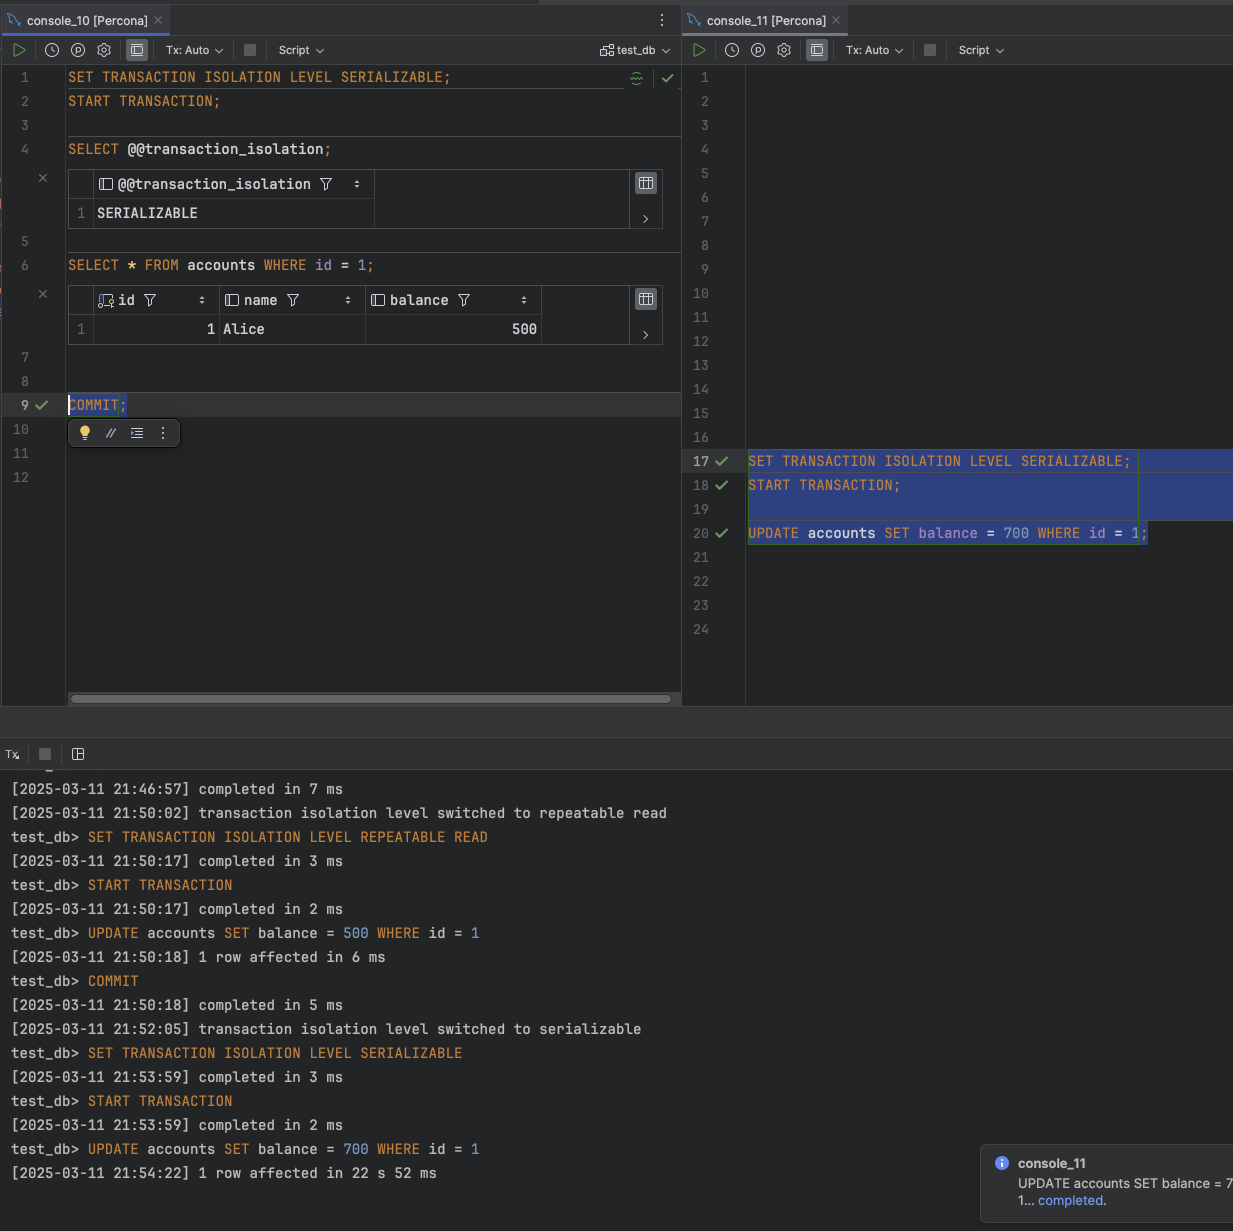 console_10 [Percona]
Tx: Auto
Script
test_db
1 SET TRANSACTION ISOLATION LEVEL SERIALIZABLE;
2 START TRANSACTION;
3
4 SELECT @@transaction_isolation;
@@transaction_isolation
1 SERIALIZABLE
5
6 SELECT * FROM accounts WHERE id = 1;
id name balance
1 1 Alice 500
7
8
9 COMMIT;
10
11
12
console_11 [Percona]
Tx: Auto
Script
1
2
3
4
5
6
7
8
9
10
11
12
13
14
15
16
17 SET TRANSACTION ISOLATION LEVEL SERIALIZABLE;
18 START TRANSACTION;
19
20 UPDATE accounts SET balance = 700 WHERE id = 1;
21
22
23
24
Tx
[2025-03-11 21:46:57] completed in 7 ms
[2025-03-11 21:50:02] transaction isolation level switched to repeatable read
test_db> SET TRANSACTION ISOLATION LEVEL REPEATABLE READ
[2025-03-11 21:50:17] completed in 3 ms
test_db> START TRANSACTION
[2025-03-11 21:50:17] completed in 2 ms
test_db> UPDATE accounts SET balance = 500 WHERE id = 1
[2025-03-11 21:50:18] 1 row affected in 6 ms
test_db> COMMIT
[2025-03-11 21:50:18] completed in 5 ms
[2025-03-11 21:52:05] transaction isolation level switched to serializable
test_db> SET TRANSACTION ISOLATION LEVEL SERIALIZABLE
[2025-03-11 21:53:59] completed in 3 ms
test_db> START TRANSACTION
[2025-03-11 21:53:59] completed in 2 ms
test_db> UPDATE accounts SET balance = 700 WHERE id = 1
[2025-03-11 21:54:22] 1 row affected in 22 s 52 ms
console_11
UPDATE accounts SET balance = 7
1... completed.